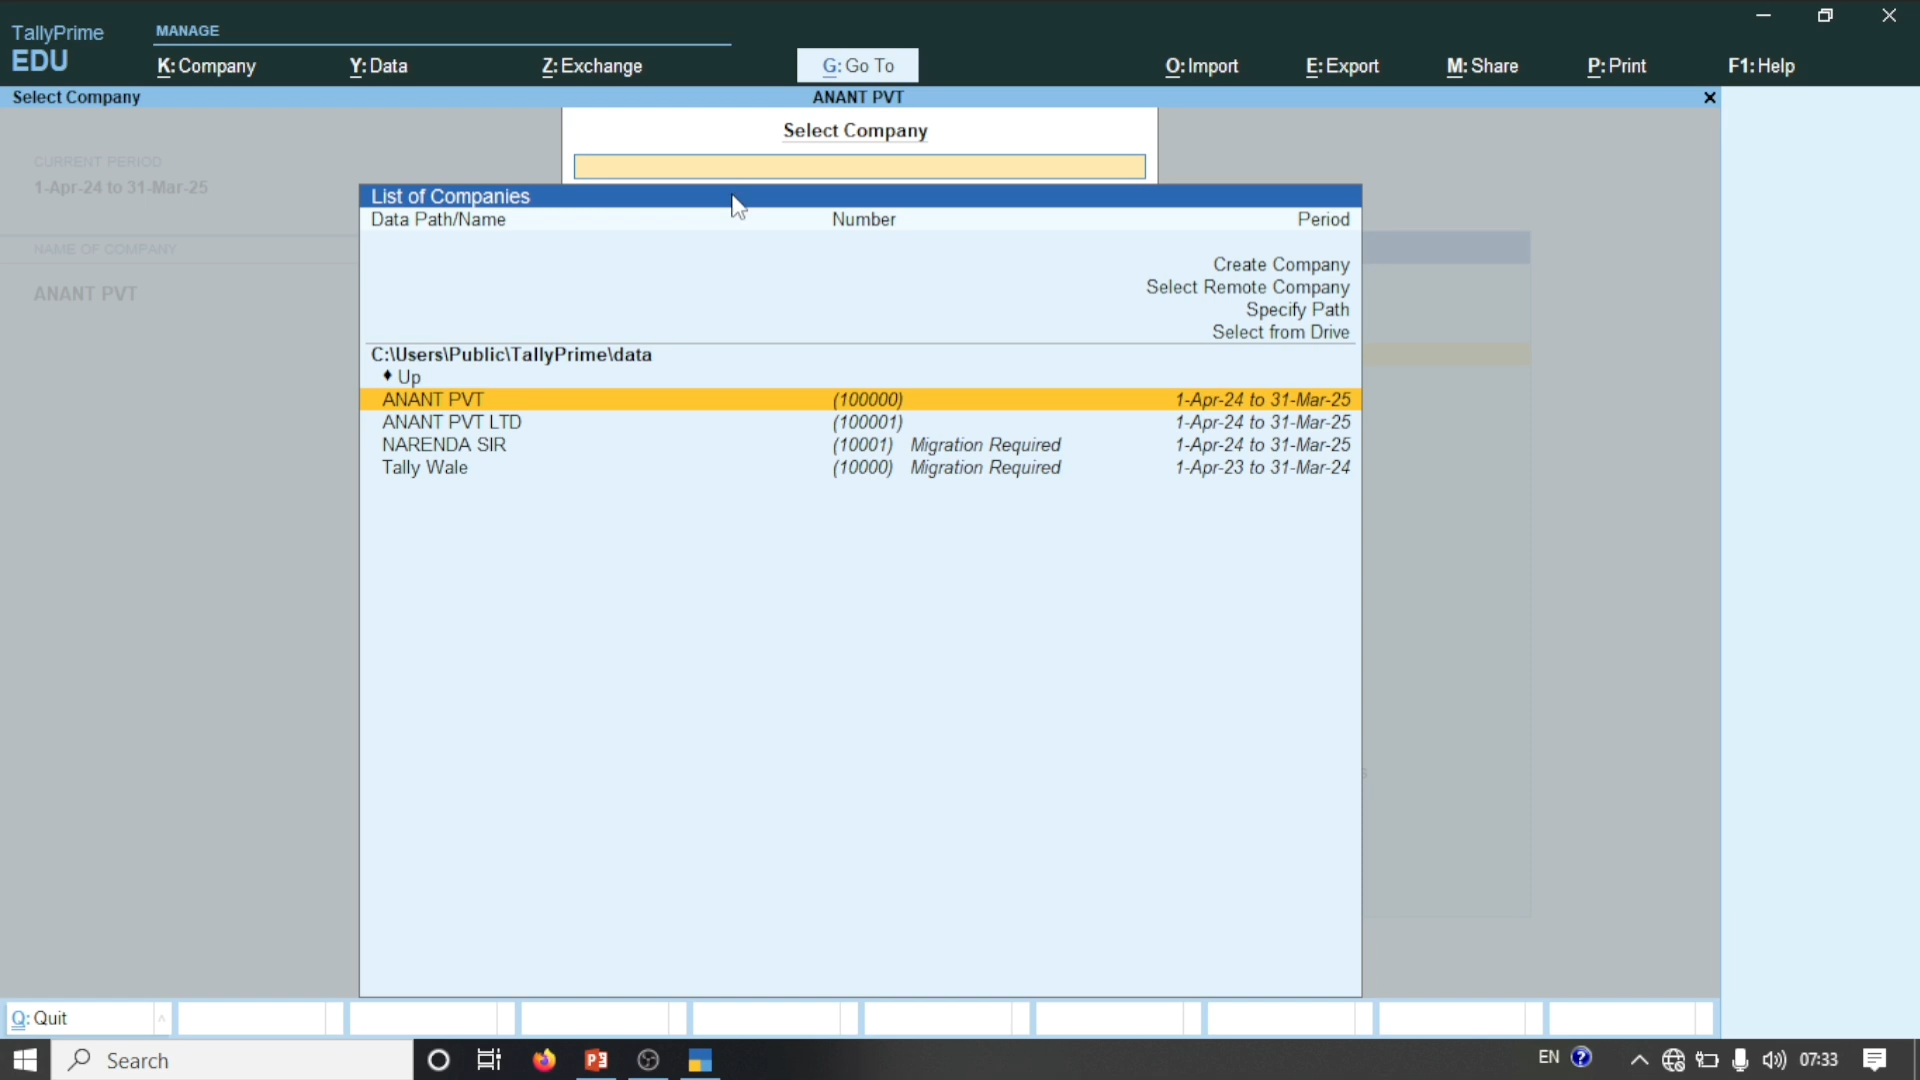 TallyPrime
EDU
MANAGE
K: Company
Y: Data
Z: Exchange
G: Go To
O: Import
E: Export
M: Share
P: Print
F1: Help
Select Company
ANANT PVT
Select Company
CURRENT PERIOD
1-Apr-24 to 31-Mar-25
NAME OF COMPANY
ANANT PVT
List of Companies
Data Path/Name Number Period
Create Company
Select Remote Company
Specify Path
Select from Drive
C:\Users\Public\TallyPrime\data
♦ Up
ANANT PVT (100000) 1-Apr-24 to 31-Mar-25
ANANT PVT LTD (100001) 1-Apr-24 to 31-Mar-25
NARENDA SIR (10001) Migration Required 1-Apr-24 to 31-Mar-25
Tally Wale (10000) Migration Required 1-Apr-23 to 31-Mar-24
Q: Quit
Search
EN
07:33